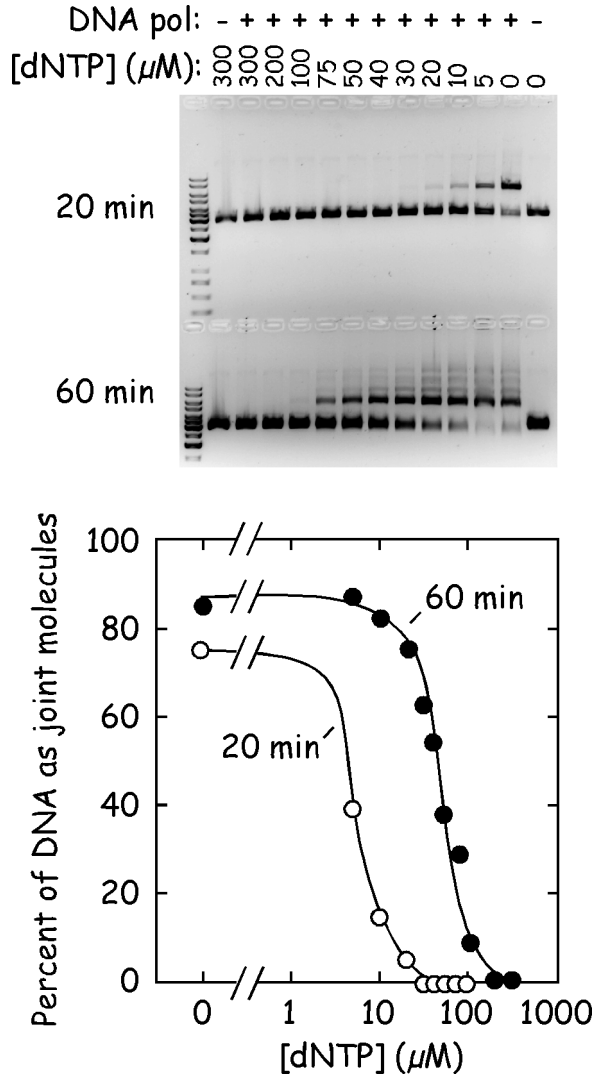 DNA pol: - + + + + + + + + + + + -
[dNTP] (µM): 300 300 200 100 75 50 40 30 20 10 5 0 0
20 min
60 min
100
80
60
40
20
0
Percent of DNA as joint molecules
60 min
20 min
0 1 10 100 1000
[dNTP] (µM)